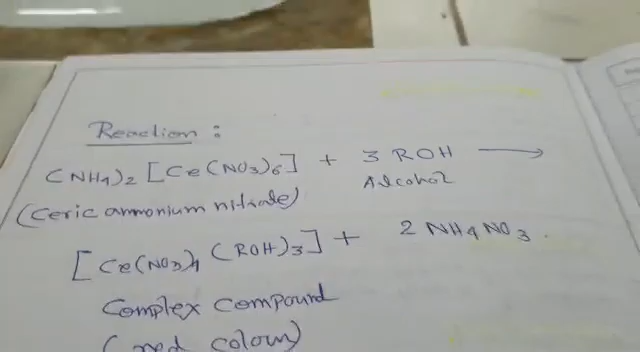 Reaction :
(NH4)2 [Ce(NO3)6] + 3 ROH ⟶
(Ceric ammonium nitrate) Alcohol
[Ce(NO3)4 (ROH)3] + 2 NH4NO3.
Complex compound
(red colour)